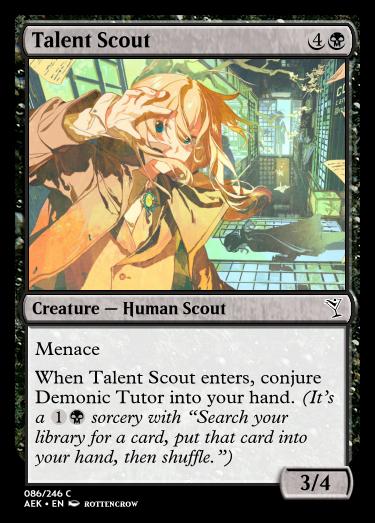 Talent Scout 4
Creature — Human Scout
Menace
When Talent Scout enters, conjure
Demonic Tutor into your hand. (It's
a 1 sorcery with “Search your
library for a card, put that card into
your hand, then shuffle.”)
3/4
086/246 C
AEK • EN ROTTENCROW